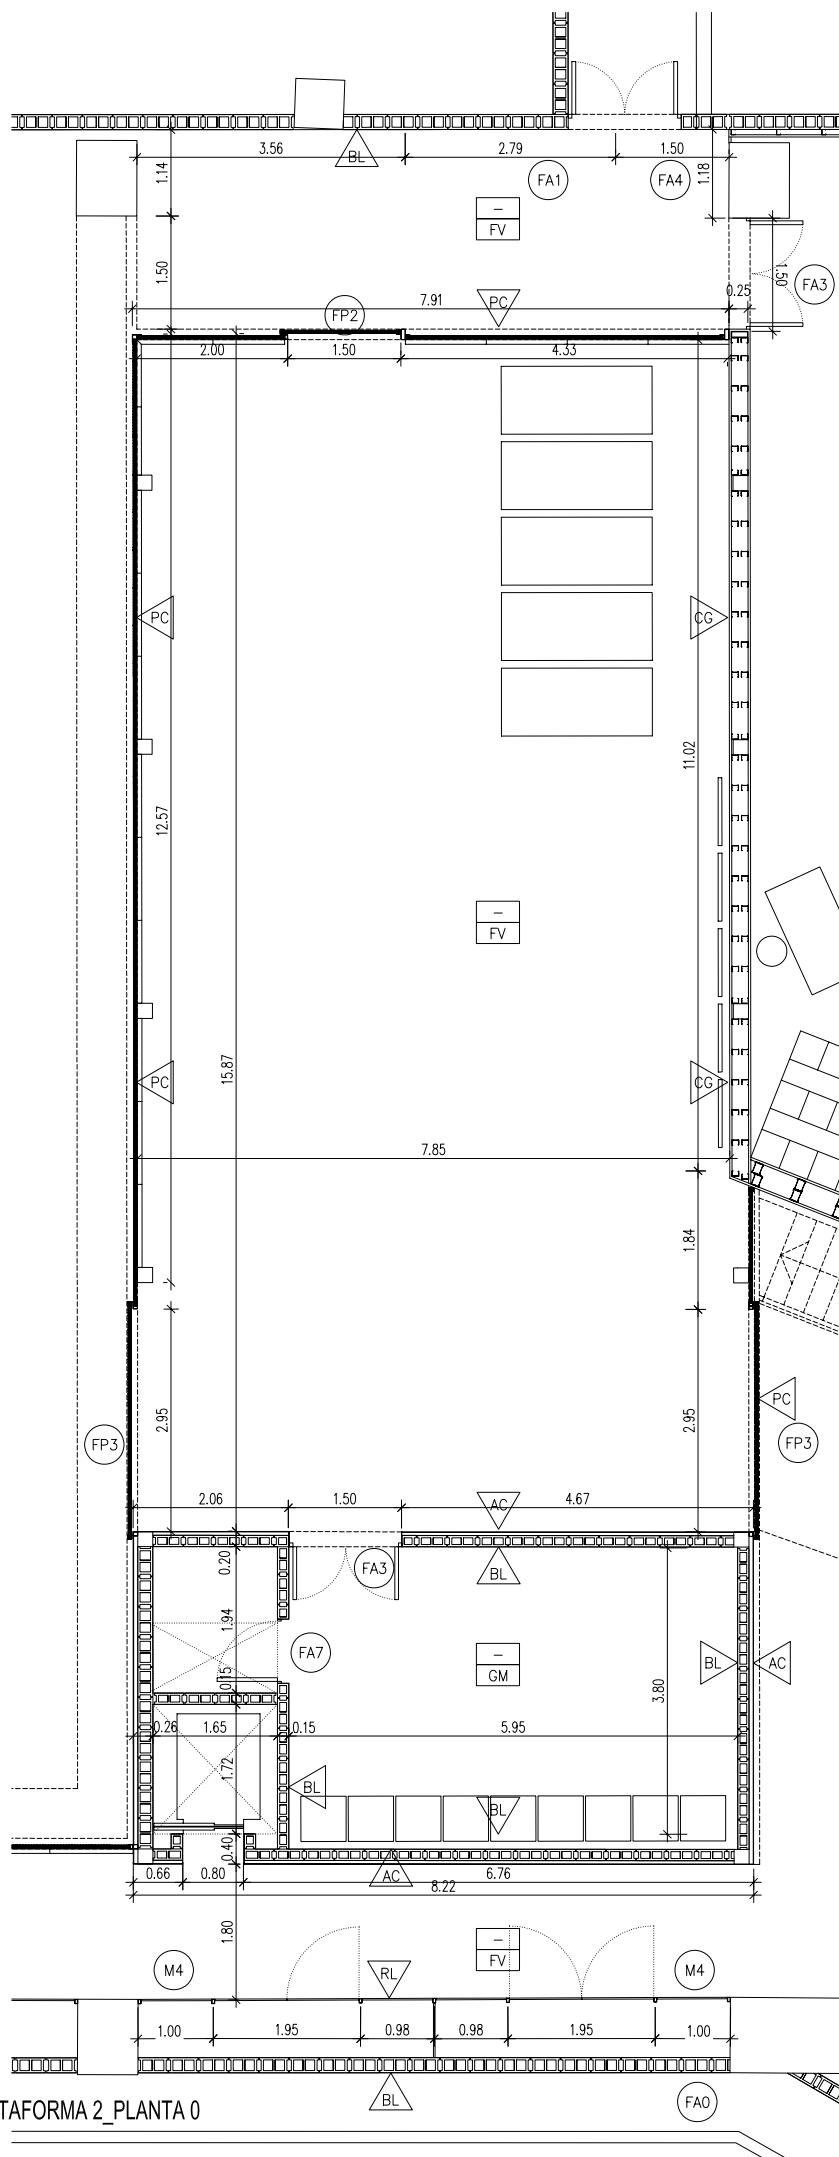 3.56
BL
2.79
1.50
1.14
FA1
FA4
1.18
–
FV
1.50
1.50
FA3
0.25
7.91
PC
FP2
2.00
1.50
4.33
PC
CG
11.02
12.57
–
FV
15.87
PC
CG
7.85
1.84
2.95
2.95
PC
FP3
FP3
2.06
1.50
AC
4.67
0.20
FA3
BL
1.94
FA7
–
GM
BL
AC
0.15
3.80
0.26
1.65
0.15
5.95
1.72
BL
BL
0.40
0.66
0.80
AC
6.76
8.22
1.80
–
FV
M4
RL
M4
1.00
1.95
0.98
0.98
1.95
1.00
BL
FA0
TAFORMA 2_PLANTA 0